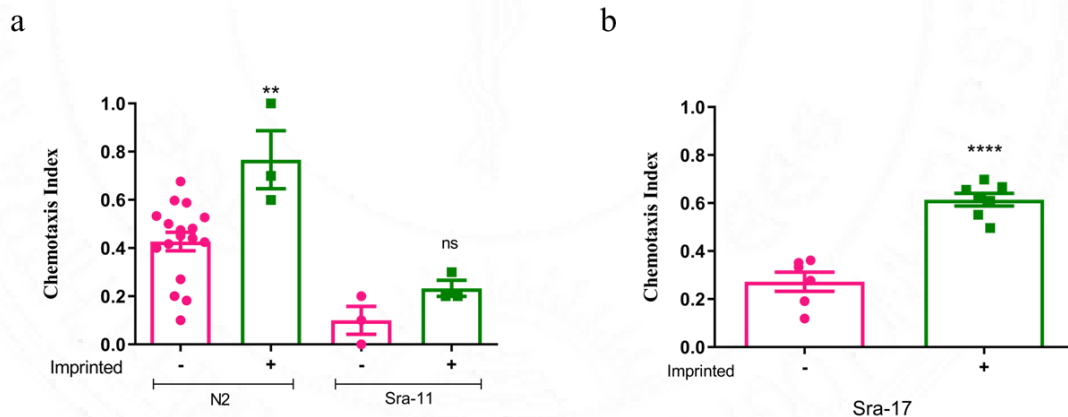 a
b
**
ns
Chemotaxis Index
1.0
0.8
0.6
0.4
0.2
0.0
Imprinted - + - +
N2 Sra-11
****
Chemotaxis Index
1.0
0.8
0.6
0.4
0.2
0.0
Imprinted - +
Sra-17